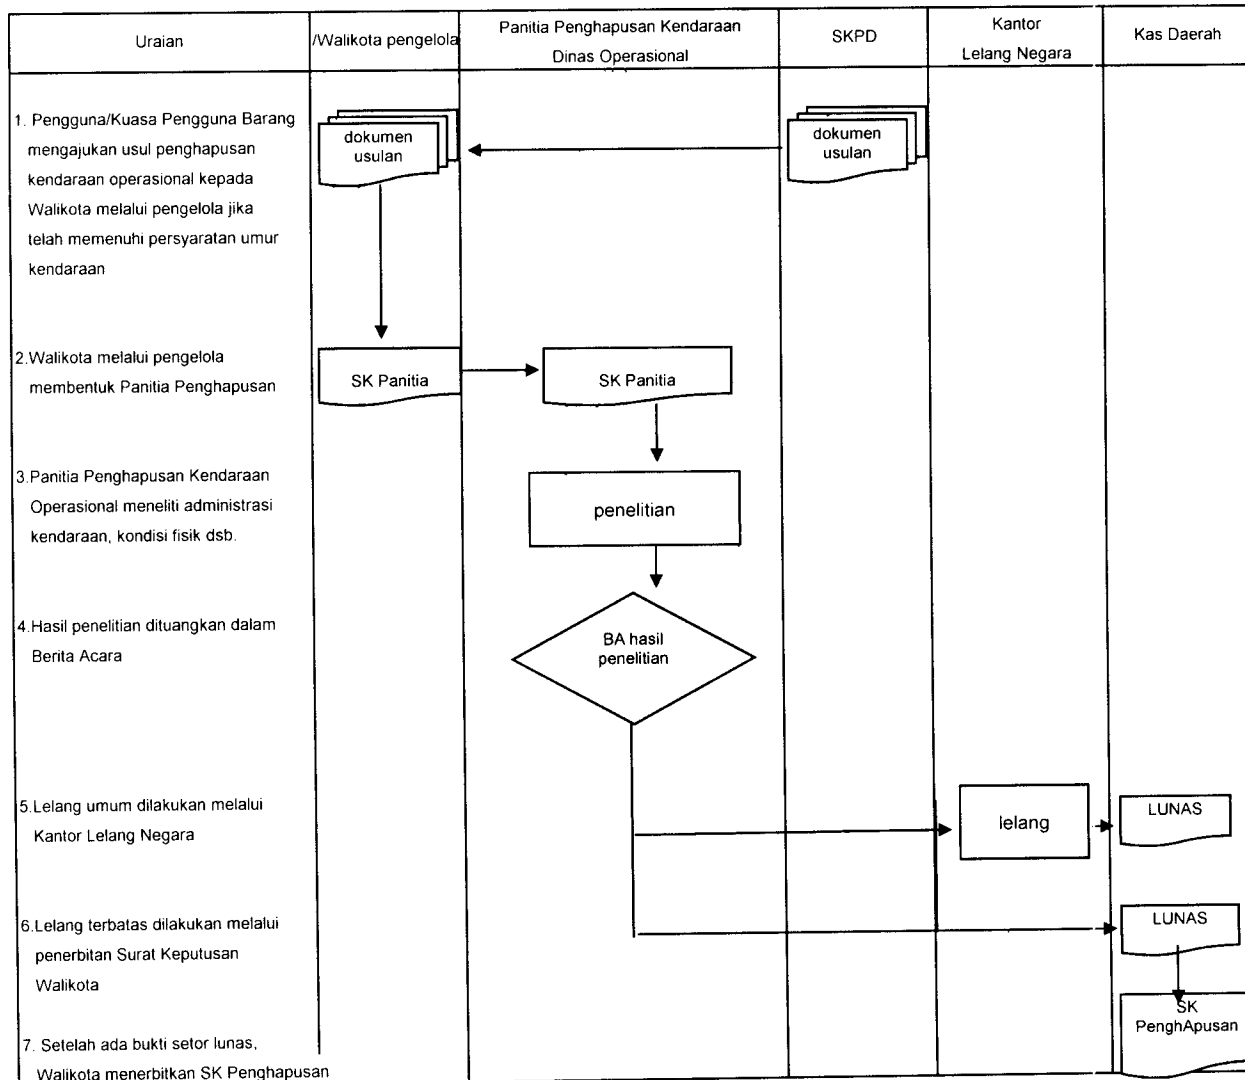 Uraian
/Walikota pengelola
Panitia Penghapusan Kendaraan
Dinas Operasional
SKPD
Kantor
Lelang Negara
Kas Daerah
1. Pengguna/Kuasa Pengguna Barang
mengajukan usul penghapusan
kendaraan operasional kepada
Walikota melalui pengelola jika
telah memenuhi persyaratan umur
kendaraan
dokumen
usulan
dokumen
usulan
2.Walikota melalui pengelola
membentuk Panitia Penghapusan
SK Panitia
SK Panitia
3.Panitia Penghapusan Kendaraan
Operasional meneliti administrasi
kendaraan, kondisi fisik dsb.
penelitian
4.Hasil penelitian dituangkan dalam
Berita Acara
BA hasil
penelitian
5.Lelang umum dilakukan melalui
Kantor Lelang Negara
lelang
LUNAS
6.Lelang terbatas dilakukan melalui
penerbitan Surat Keputusan
Walikota
LUNAS
SK
PenghApusan
7. Setelah ada bukti setor lunas,
Walikota menerbitkan SK Penghapusan